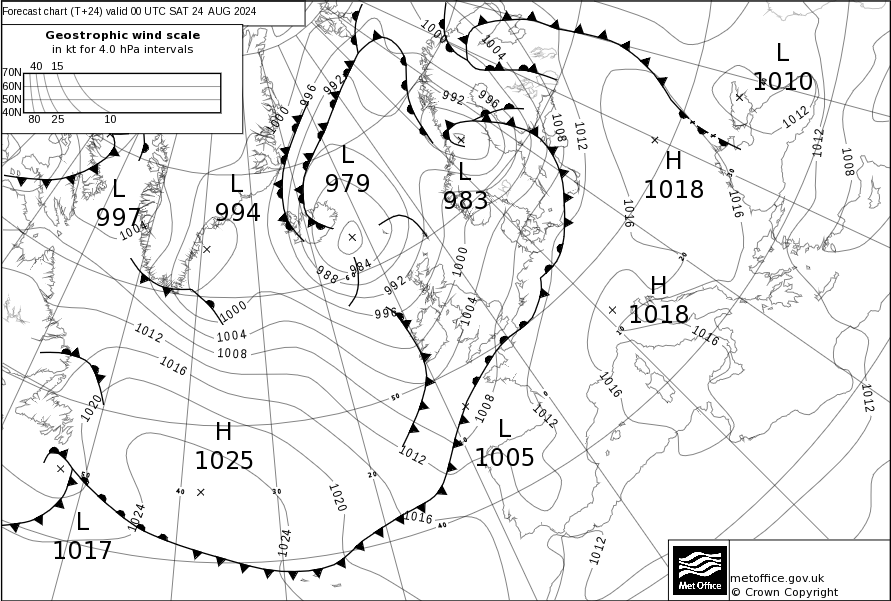 Forecast chart (T+24) valid 00 UTC SAT 24 AUG 2024
Geostrophic wind scale
in kt for 4.0 hPa intervals
40 15
70N
60N
50N
40N
80 25 10
1000
1004
L
1010
996
992
1000
992
996
1008
1012
1012
1012
1008
L
979
H
1018
L
997
L
994
L
983
1016
1016
1004
50
20
1000
988
984
60
992
996
1004
H
1018
1000
1004
1008
1012
1016
10
1016
1016
1020
50
1008
0
1012
1012
H
1025
L
1005
1012
50
40
30
20
1020
1024
1024
1016
40
L
1017
1012
Met Office
metoffice.gov.uk
© Crown Copyright